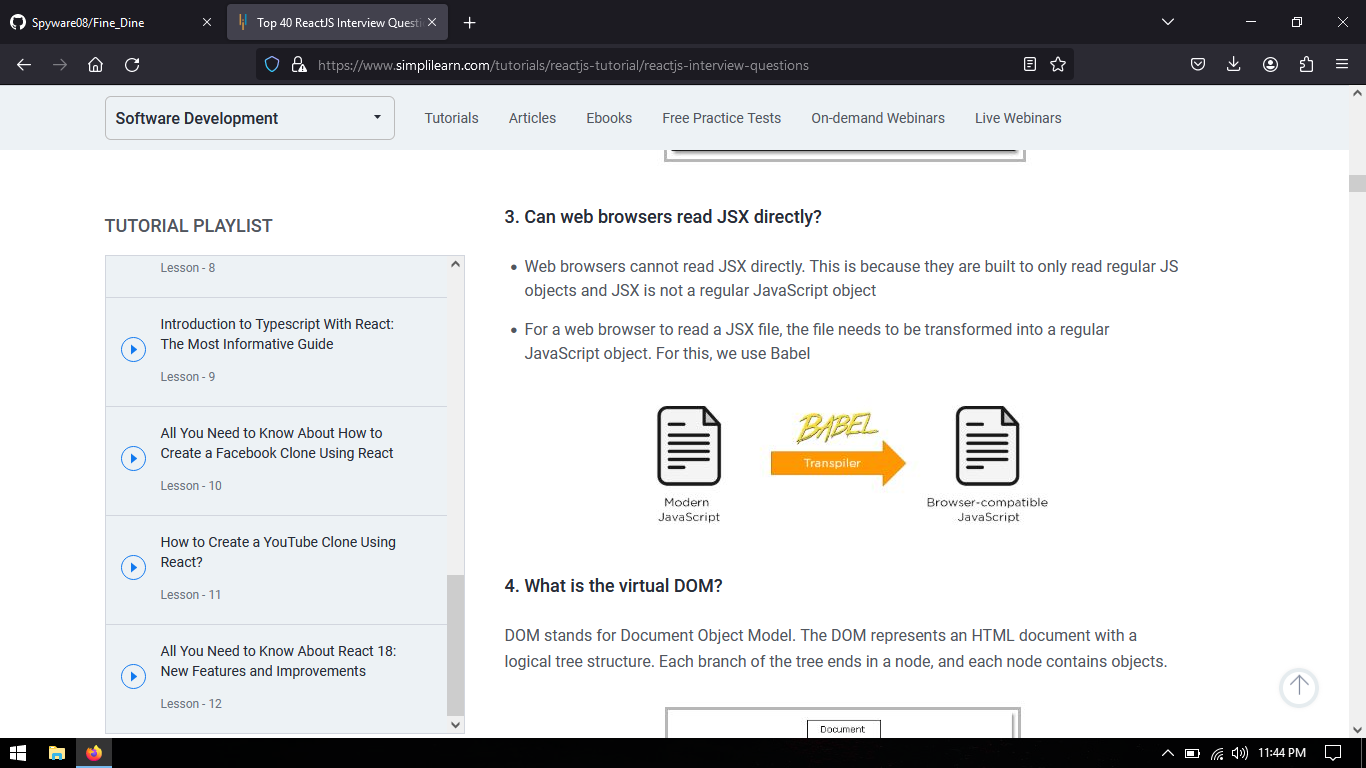 Spyware08/Fine_Dine
Top 40 ReactJS Interview Questi
https://www.simplilearn.com/tutorials/reactjs-tutorial/reactjs-interview-questions
Software Development
Tutorials
Articles
Ebooks
Free Practice Tests
On-demand Webinars
Live Webinars
TUTORIAL PLAYLIST
Lesson - 8
Introduction to Typescript With React:
The Most Informative Guide
Lesson - 9
All You Need to Know About How to
Create a Facebook Clone Using React
Lesson - 10
How to Create a YouTube Clone Using
React?
Lesson - 11
All You Need to Know About React 18:
New Features and Improvements
Lesson - 12
3. Can web browsers read JSX directly?
Web browsers cannot read JSX directly. This is because they are built to only read regular JS
objects and JSX is not a regular JavaScript object
For a web browser to read a JSX file, the file needs to be transformed into a regular
JavaScript object. For this, we use Babel
BABEL
Transpiler
Modern
JavaScript
Browser-compatible
JavaScript
4. What is the virtual DOM?
DOM stands for Document Object Model. The DOM represents an HTML document with a
logical tree structure. Each branch of the tree ends in a node, and each node contains objects.
Document
11:44 PM